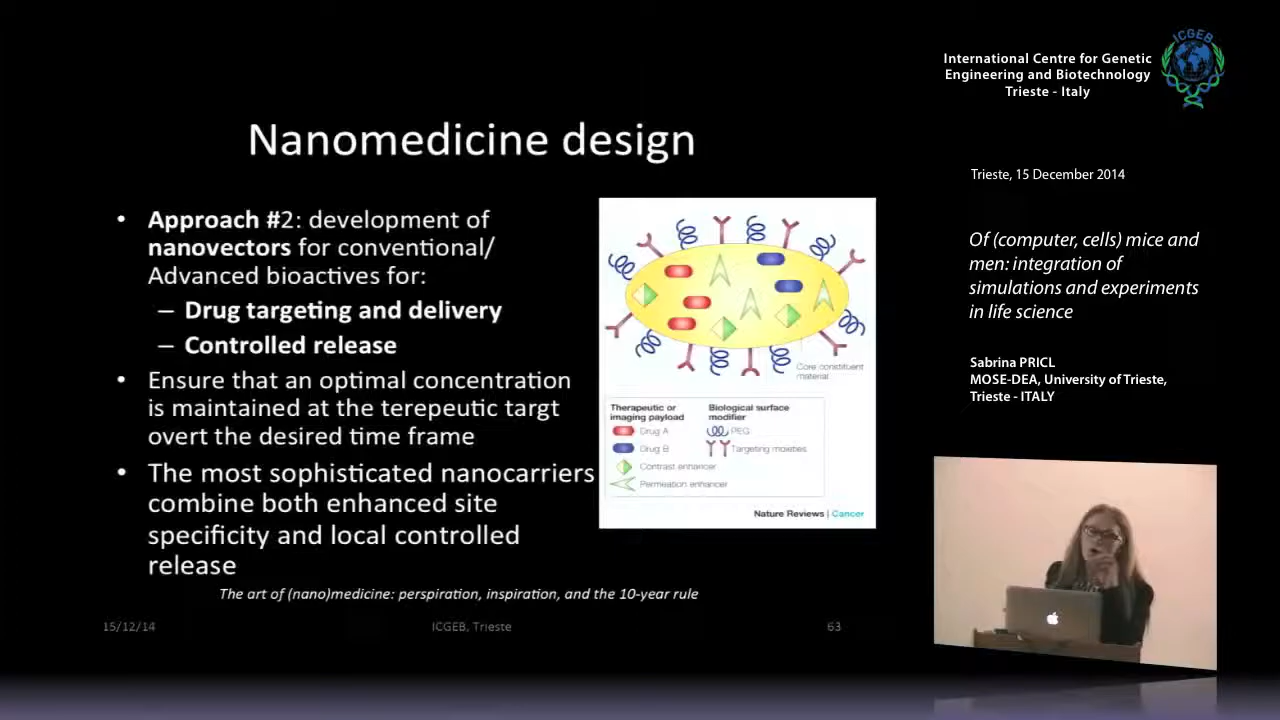 International Centre for Genetic
Engineering and Biotechnology
Trieste - Italy
ICGEB
Nanomedicine design
• Approach #2: development of
nanovectors for conventional/
Advanced bioactives for:
– Drug targeting and delivery
– Controlled release
• Ensure that an optimal concentration
is maintained at the terepeutic targt
overt the desired time frame
• The most sophisticated nanocarriers
combine both enhanced site
specificity and local controlled
release
Core constituent
material
Therapeutic or
imaging payload
Drug A
Drug B
Contrast enhancer
Permeation enhancer
Biological surface
modifier
PEG
Targeting moieties
Nature Reviews | Cancer
The art of (nano)medicine: perspiration, inspiration, and the 10-year rule
15/12/14
ICGEB, Trieste
63
Trieste, 15 December 2014
Of (computer, cells) mice and
men: integration of
simulations and experiments
in life science
Sabrina PRICL
MOSE-DEA, University of Trieste,
Trieste - ITALY